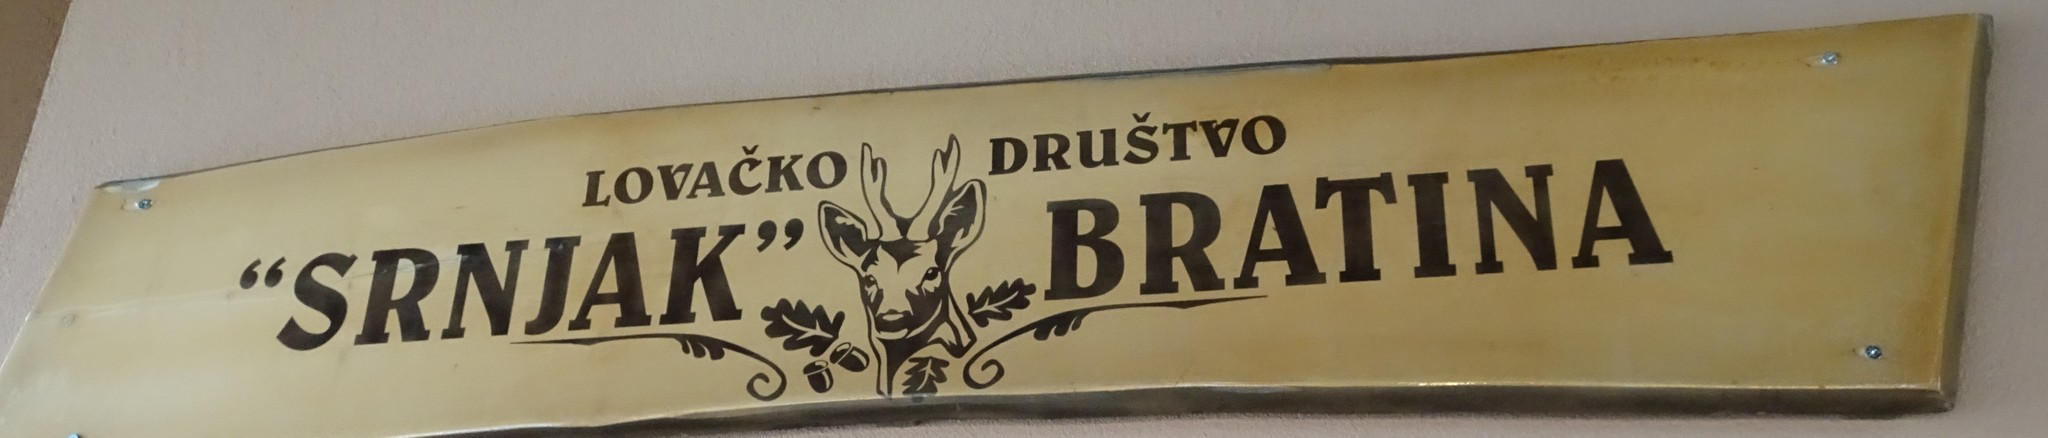 LOVAČKO DRUŠTVO
“SRNJAK” BRATINA